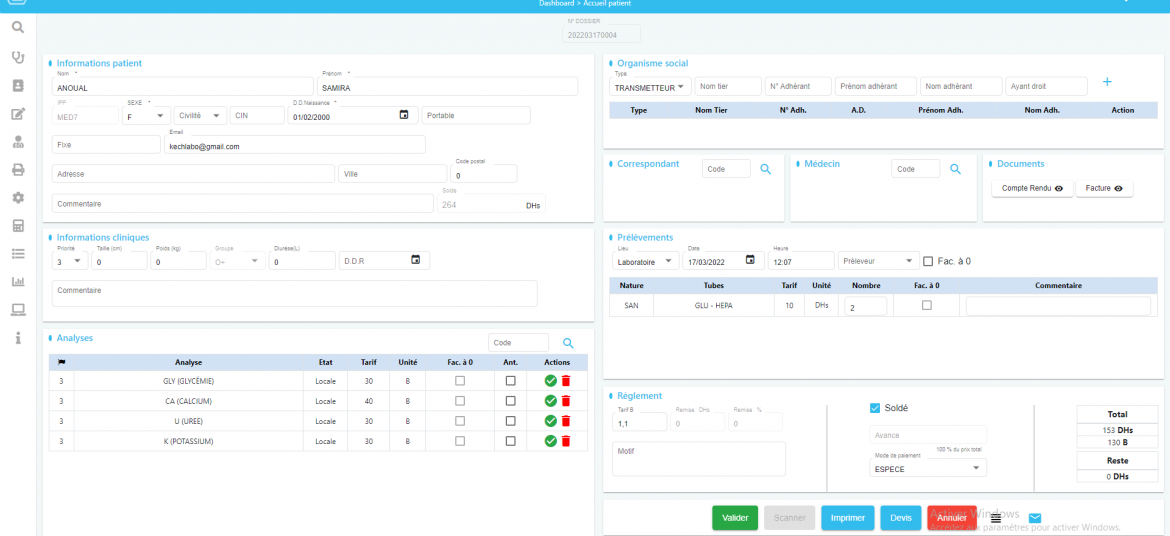 Dashboard > Accueil patient
N° DOSSIER
202203170004
Informations patient
Nom *
ANOUAL
Prénom *
SAMIRA
IPP
MED7
SEXE *
F
Civilité
CIN
D.D.Naissance *
01/02/2000
Portable
Fixe
Email
kechlabo@gmail.com
Adresse
Ville
Code postal
0
Commentaire
Solde
264
DHs
Informations cliniques
Priorité
3
Taille (cm)
0
Poids (kg)
0
Groupe
O+
Diurèse(L)
0
D.D.R
Commentaire
Analyses
Code
Analyse Etat Tarif Unité Fac. à 0 Ant. Actions
3 GLY (GLYCÉMIE) Locale 30 B
3 CA (CALCIUM) Locale 40 B
3 U (UREE) Locale 30 B
3 K (POTASSIUM) Locale 30 B
Organisme social
Type
TRANSMETTEUR
Nom tier
N° Adhérant
Prénom adhérant
Nom adhérant
Ayant droit
Type Nom Tier N° Adh. A.D. Prénom Adh. Nom Adh. Action
Correspondant
Code
Médecin
Code
Documents
Compte Rendu
Facture
Prélèvements
Lieu
Laboratoire
Date
17/03/2022
Heure
12:07
Préleveur
Fac. à 0
Nature Tubes Tarif Unité Nombre Fac. à 0 Commentaire
SAN GLU - HEPA 10 DHs 2
Règlement
Tarif B
1,1
Remise DHs
0
Remise %
0
Motif
Soldé
Avance
100 % du prix total
Mode de paiement
ESPECE
Total
153 DHs
130 B
Reste
0 DHs
Valider
Scanner
Imprimer
Devis
Annuler
Activer Windows
Accédez aux paramètres pour activer Windows.